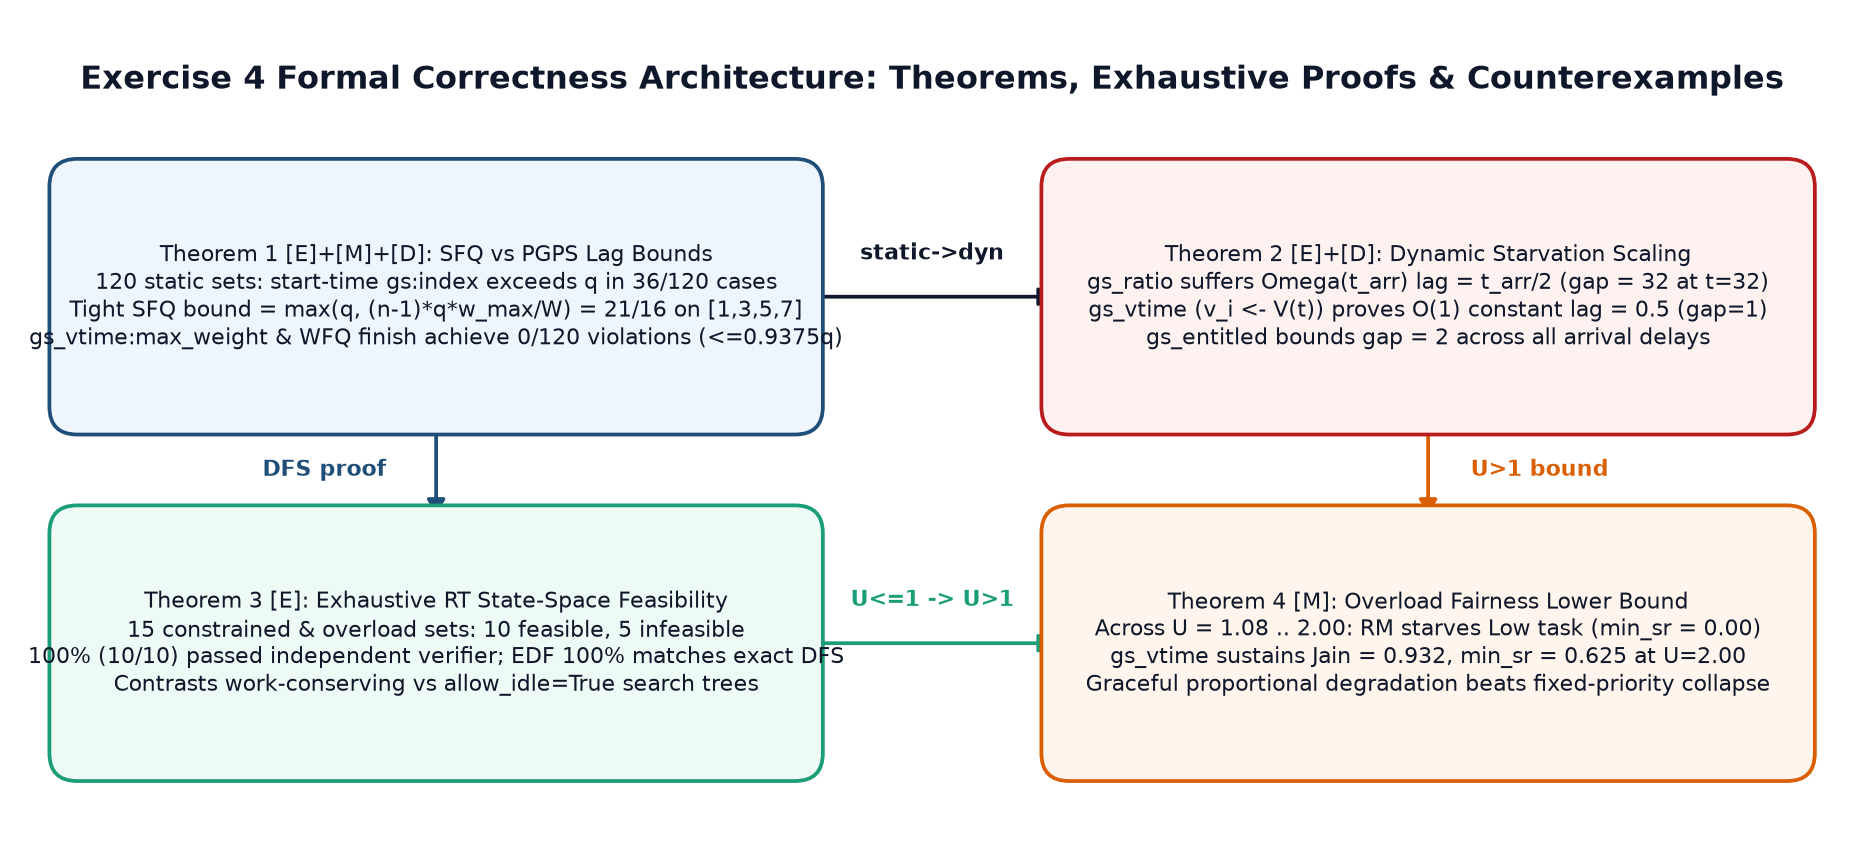 Exercise 4 Formal Correctness Architecture: Theorems, Exhaustive Proofs & Counterexamples
Theorem 1 [E]+[M]+[D]: SFQ vs PGPS Lag Bounds
120 static sets: start-time gs:index exceeds q in 36/120 cases
Tight SFQ bound = max(q, (n-1)*q*w_max/W) = 21/16 on [1,3,5,7]
gs_vtime:max_weight & WFQ finish achieve 0/120 violations (<=0.9375q)
static->dyn
Theorem 2 [E]+[D]: Dynamic Starvation Scaling
gs_ratio suffers Omega(t_arr) lag = t_arr/2 (gap = 32 at t=32)
gs_vtime (v_i <- V(t)) proves O(1) constant lag = 0.5 (gap=1)
gs_entitled bounds gap = 2 across all arrival delays
DFS proof
U>1 bound
Theorem 3 [E]: Exhaustive RT State-Space Feasibility
15 constrained & overload sets: 10 feasible, 5 infeasible
100% (10/10) passed independent verifier; EDF 100% matches exact DFS
Contrasts work-conserving vs allow_idle=True search trees
U<=1 -> U>1
Theorem 4 [M]: Overload Fairness Lower Bound
Across U = 1.08 .. 2.00: RM starves Low task (min_sr = 0.00)
gs_vtime sustains Jain = 0.932, min_sr = 0.625 at U=2.00
Graceful proportional degradation beats fixed-priority collapse